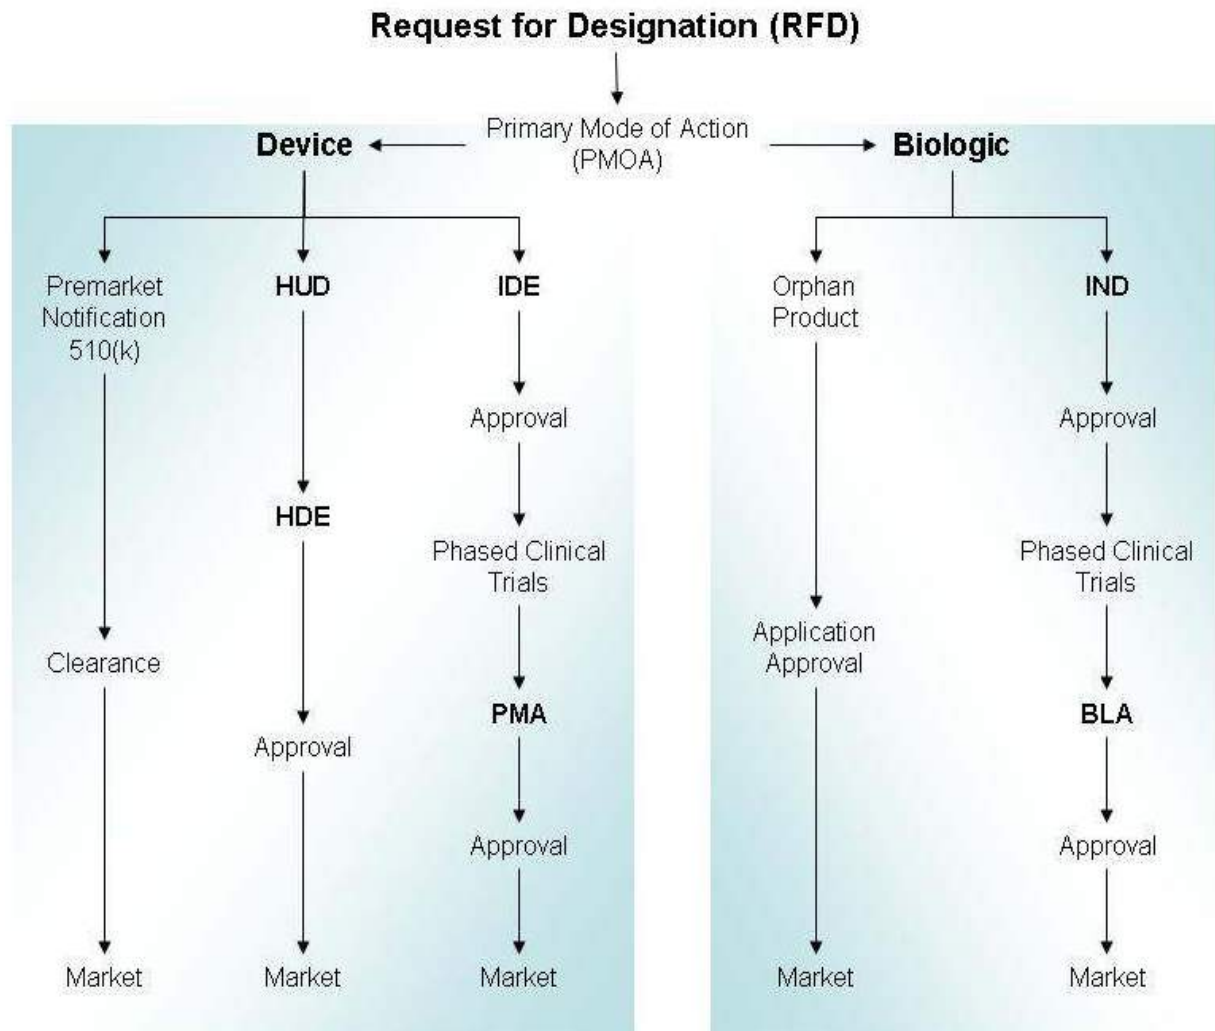 Request for Designation (RFD)
Primary Mode of Action
(PMOA)
Device
Biologic
Premarket
Notification
510(k)
Clearance
Market
HUD
HDE
Approval
Market
IDE
Approval
Phased Clinical
Trials
PMA
Approval
Market
Orphan
Product
Application
Approval
Market
IND
Approval
Phased Clinical
Trials
BLA
Approval
Market